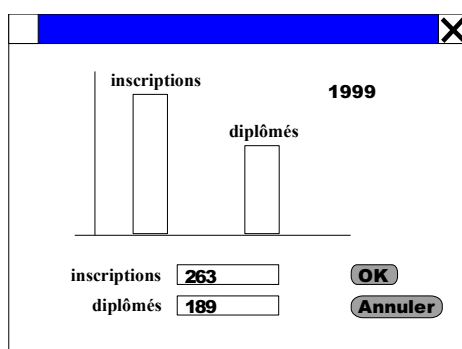 inscriptions
1999
diplômés
inscriptions 263 OK
diplômés 189 Annuler